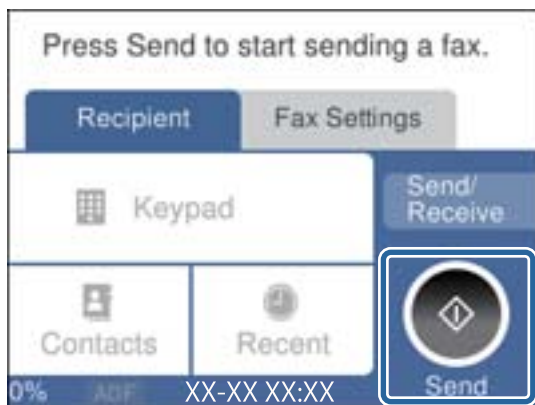 Press Send to start sending a fax.
Recipient
Fax Settings
Keypad
Send/
Receive
Contacts
Recent
0%
ADF
XX-XX XX:XX
Send